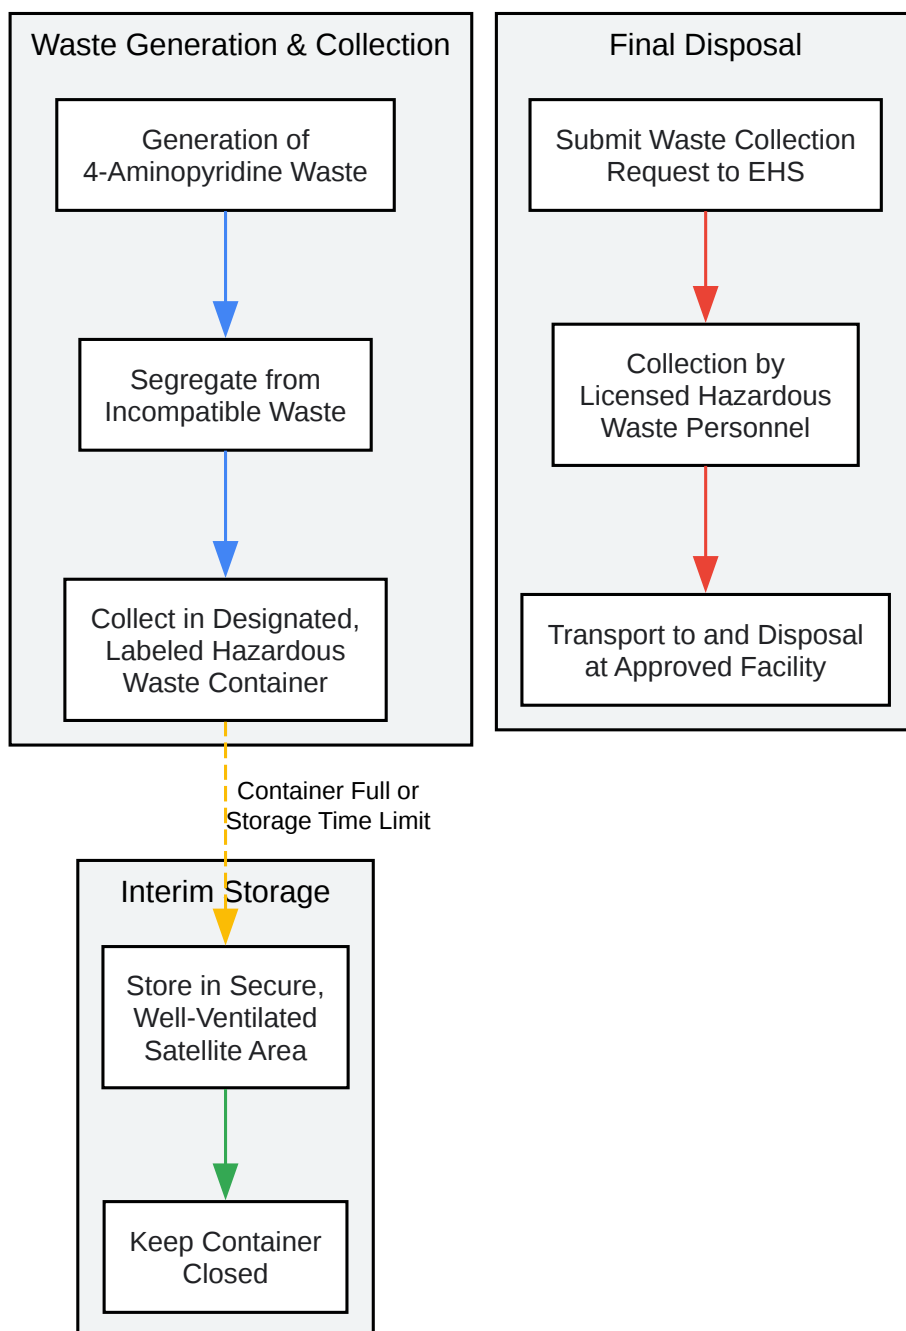 Waste Generation & Collection
Generation of
4-Aminopyridine Waste
Segregate from
Incompatible Waste
Collect in Designated,
Labeled Hazardous
Waste Container
Container Full or
Storage Time Limit
Interim Storage
Store in Secure,
Well-Ventilated
Satellite Area
Keep Container
Closed
Final Disposal
Submit Waste Collection
Request to EHS
Collection by
Licensed Hazardous
Waste Personnel
Transport to and Disposal
at Approved Facility